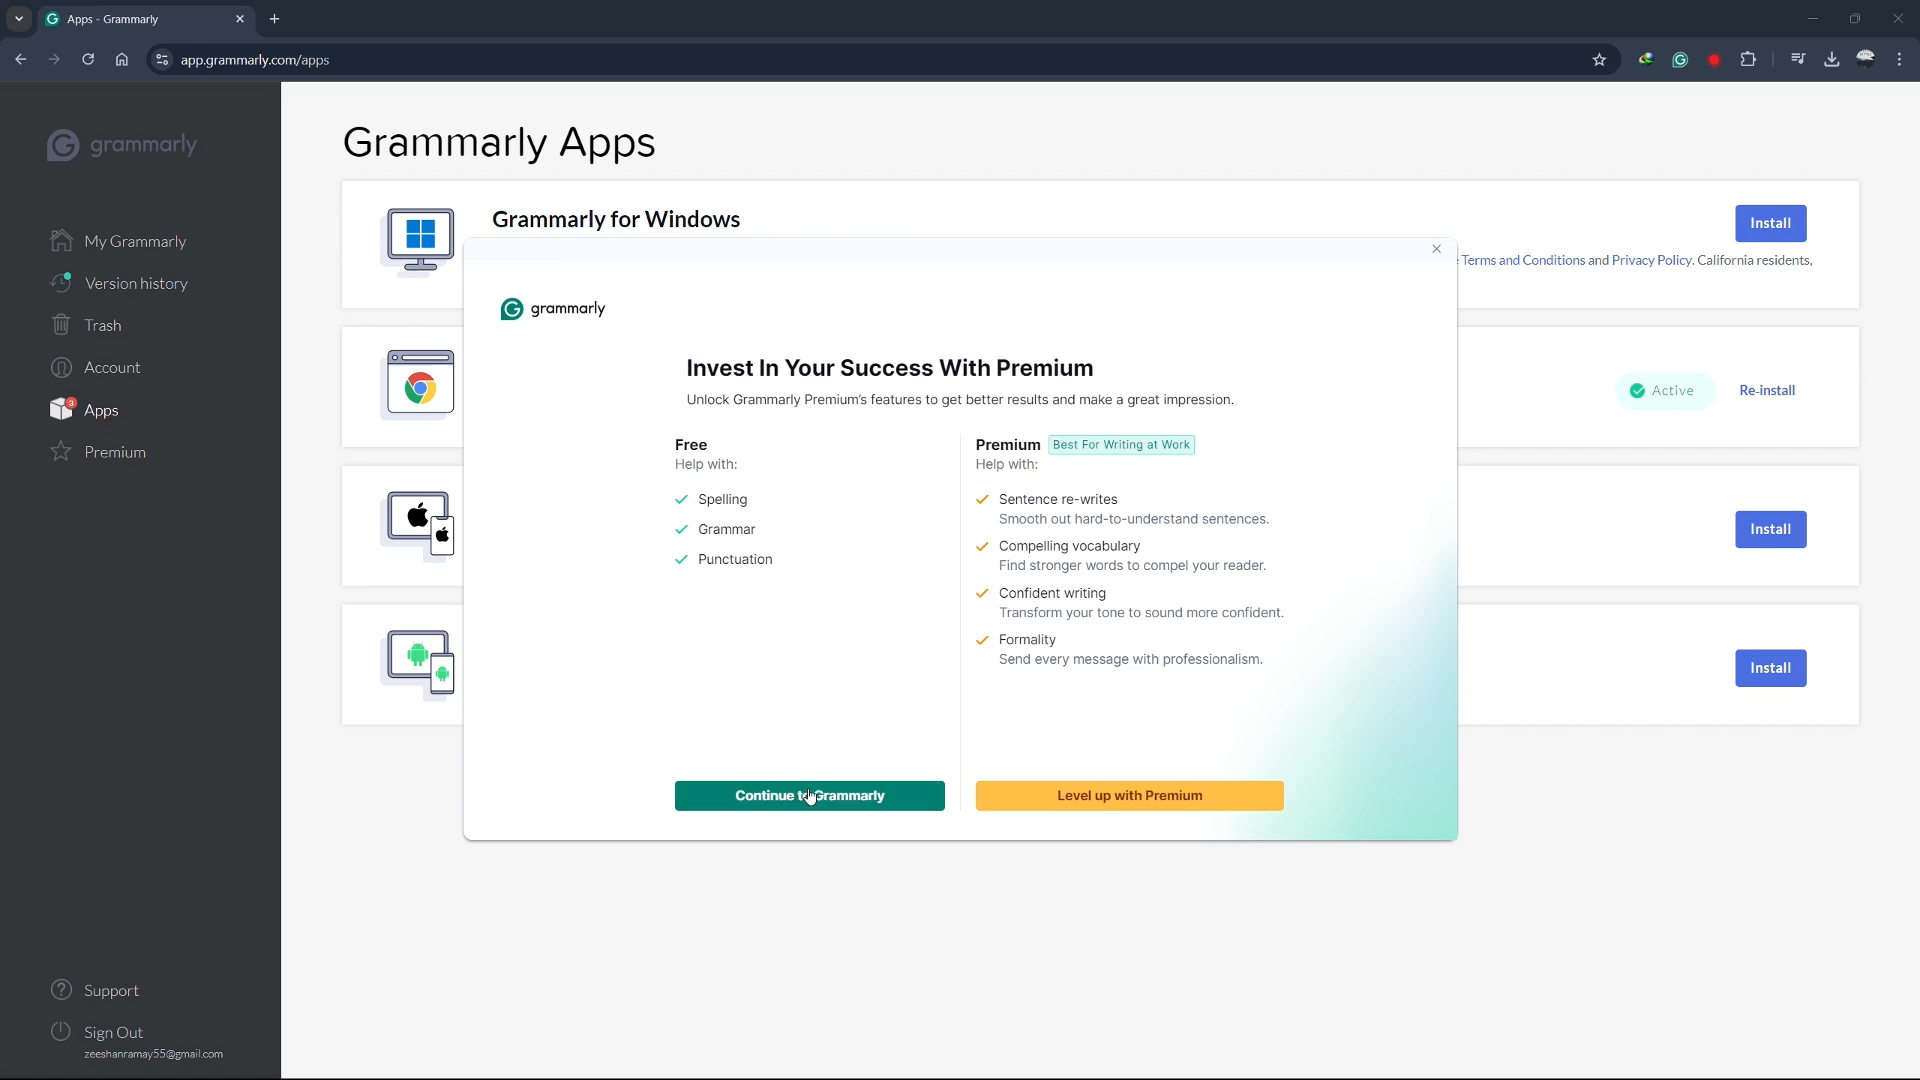 Apps - Grammarly
app.grammarly.com/apps
grammarly
My Grammarly
Version history
Trash
Account
3
Apps
Premium
Support
Sign Out
zeeshanramay55@gmail.com
Grammarly Apps
Grammarly for Windows
Install
Terms and Conditions and Privacy Policy. California residents,
Active
Re-install
Install
Install
grammarly
Invest In Your Success With Premium
Unlock Grammarly Premium's features to get better results and make a great impression.
Free
Help with:
Spelling
Grammar
Punctuation
Continue to Grammarly
Premium Best For Writing at Work
Help with:
Sentence re-writes
Smooth out hard-to-understand sentences.
Compelling vocabulary
Find stronger words to compel your reader.
Confident writing
Transform your tone to sound more confident.
Formality
Send every message with professionalism.
Level up with Premium